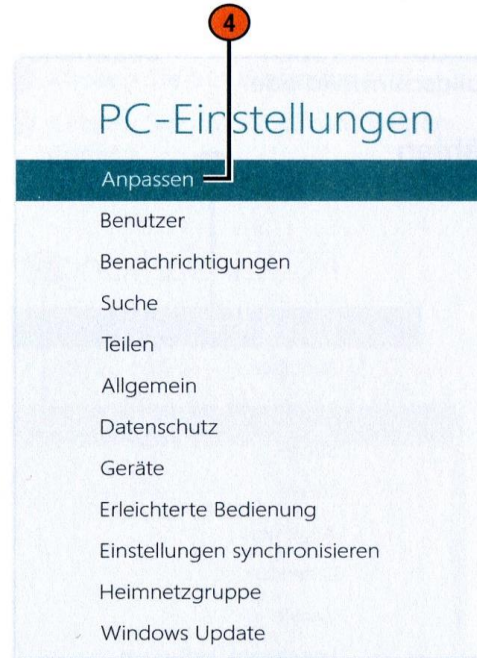 4
PC-Einstellungen
Anpassen
Benutzer
Benachrichtigungen
Suche
Teilen
Allgemein
Datenschutz
Geräte
Erleichterte Bedienung
Einstellungen synchronisieren
Heimnetzgruppe
Windows Update